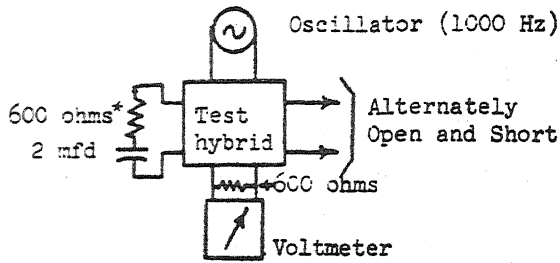 Oscillator (1000 Hz)
600 ohms*
2 mfd
Test
hybrid
Alternately
Open and Short
600 ohms
Voltmeter